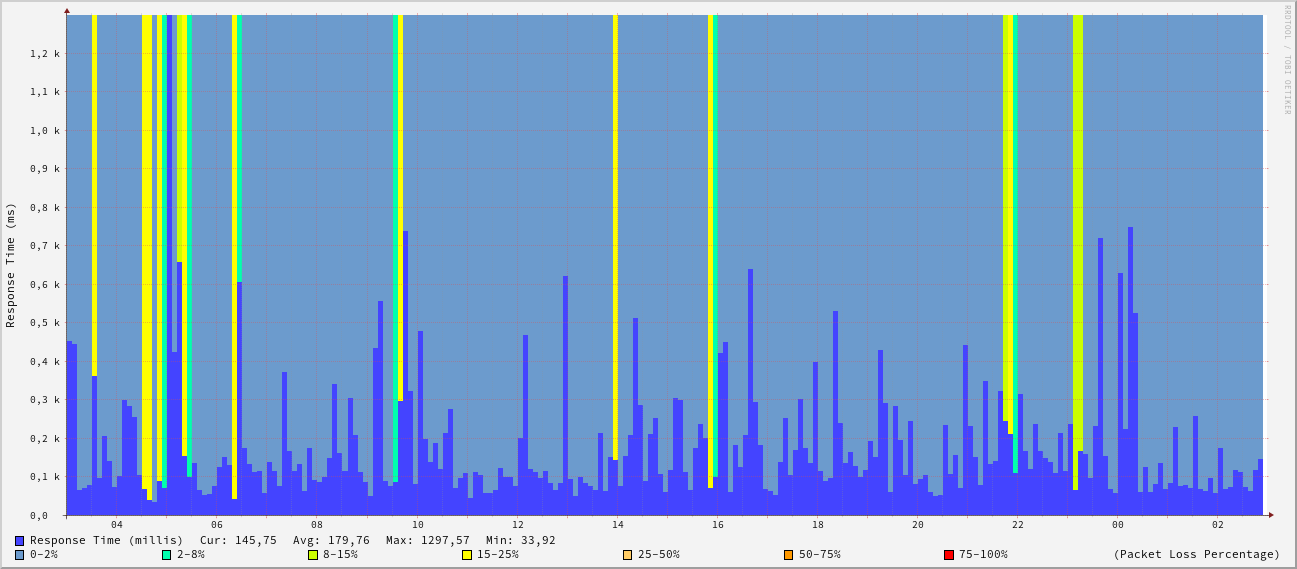 RRDTOOL / TOBI OETIKER
Response Time (ms)
1,2 k
1,1 k
1,0 k
0,9 k
0,8 k
0,7 k
0,6 k
0,5 k
0,4 k
0,3 k
0,2 k
0,1 k
0,0
04 06 08 10 12 14 16 18 20 22 00 02
Response Time (millis) Cur: 145,75 Avg: 179,76 Max: 1297,57 Min: 33,92
0-2% 2-8% 8-15% 15-25% 25-50% 50-75% 75-100% (Packet Loss Percentage)